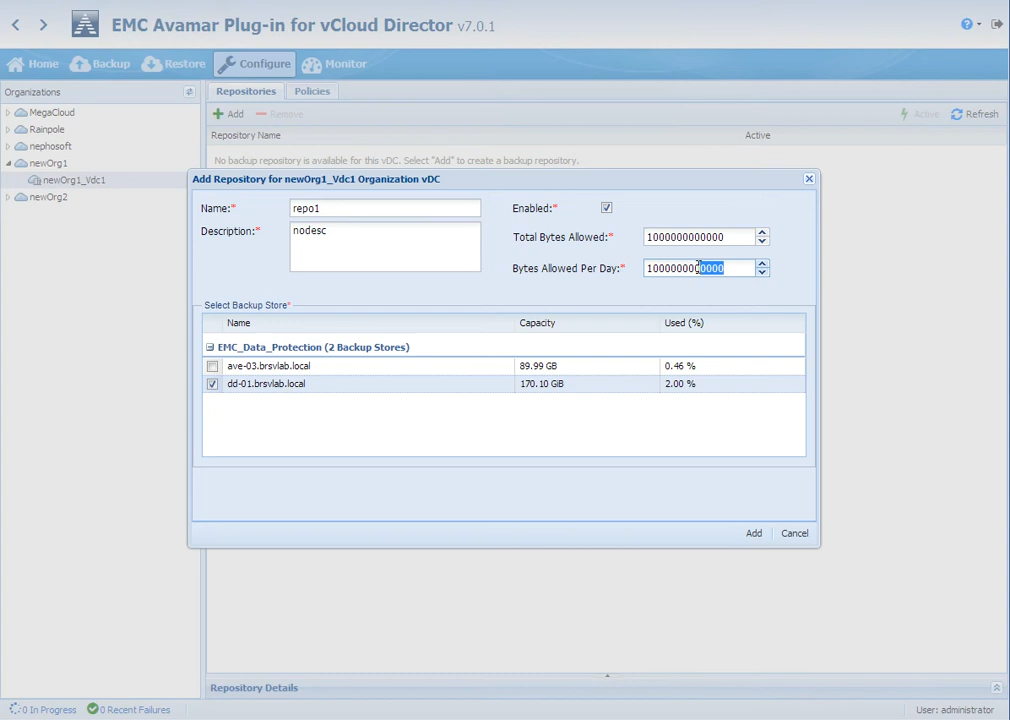 EMC Avamar Plug-in for vCloud Director v7.0.1
Home Backup Restore Configure Monitor
Organizations
MegaCloud
Rainpole
nephosoft
newOrg1
newOrg1_Vdc1
newOrg2
Repositories Policies
Add Remove Active Refresh
Repository Name Active
No backup repository is available for this vDC. Select "Add" to create a backup repository.
Add Repository for newOrg1_Vdc1 Organization vDC
Name:* repo1 Enabled:*
Description:* nodesc Total Bytes Allowed:* 1000000000000
Bytes Allowed Per Day:* 1000000000000
Select Backup Store*
Name Capacity Used (%)
EMC_Data_Protection (2 Backup Stores)
ave-03.brsvlab.local 89.99 GB 0.46 %
dd-01.brsvlab.local 170.10 GiB 2.00 %
Add Cancel
Repository Details
0 In Progress 0 Recent Failures User: administrator